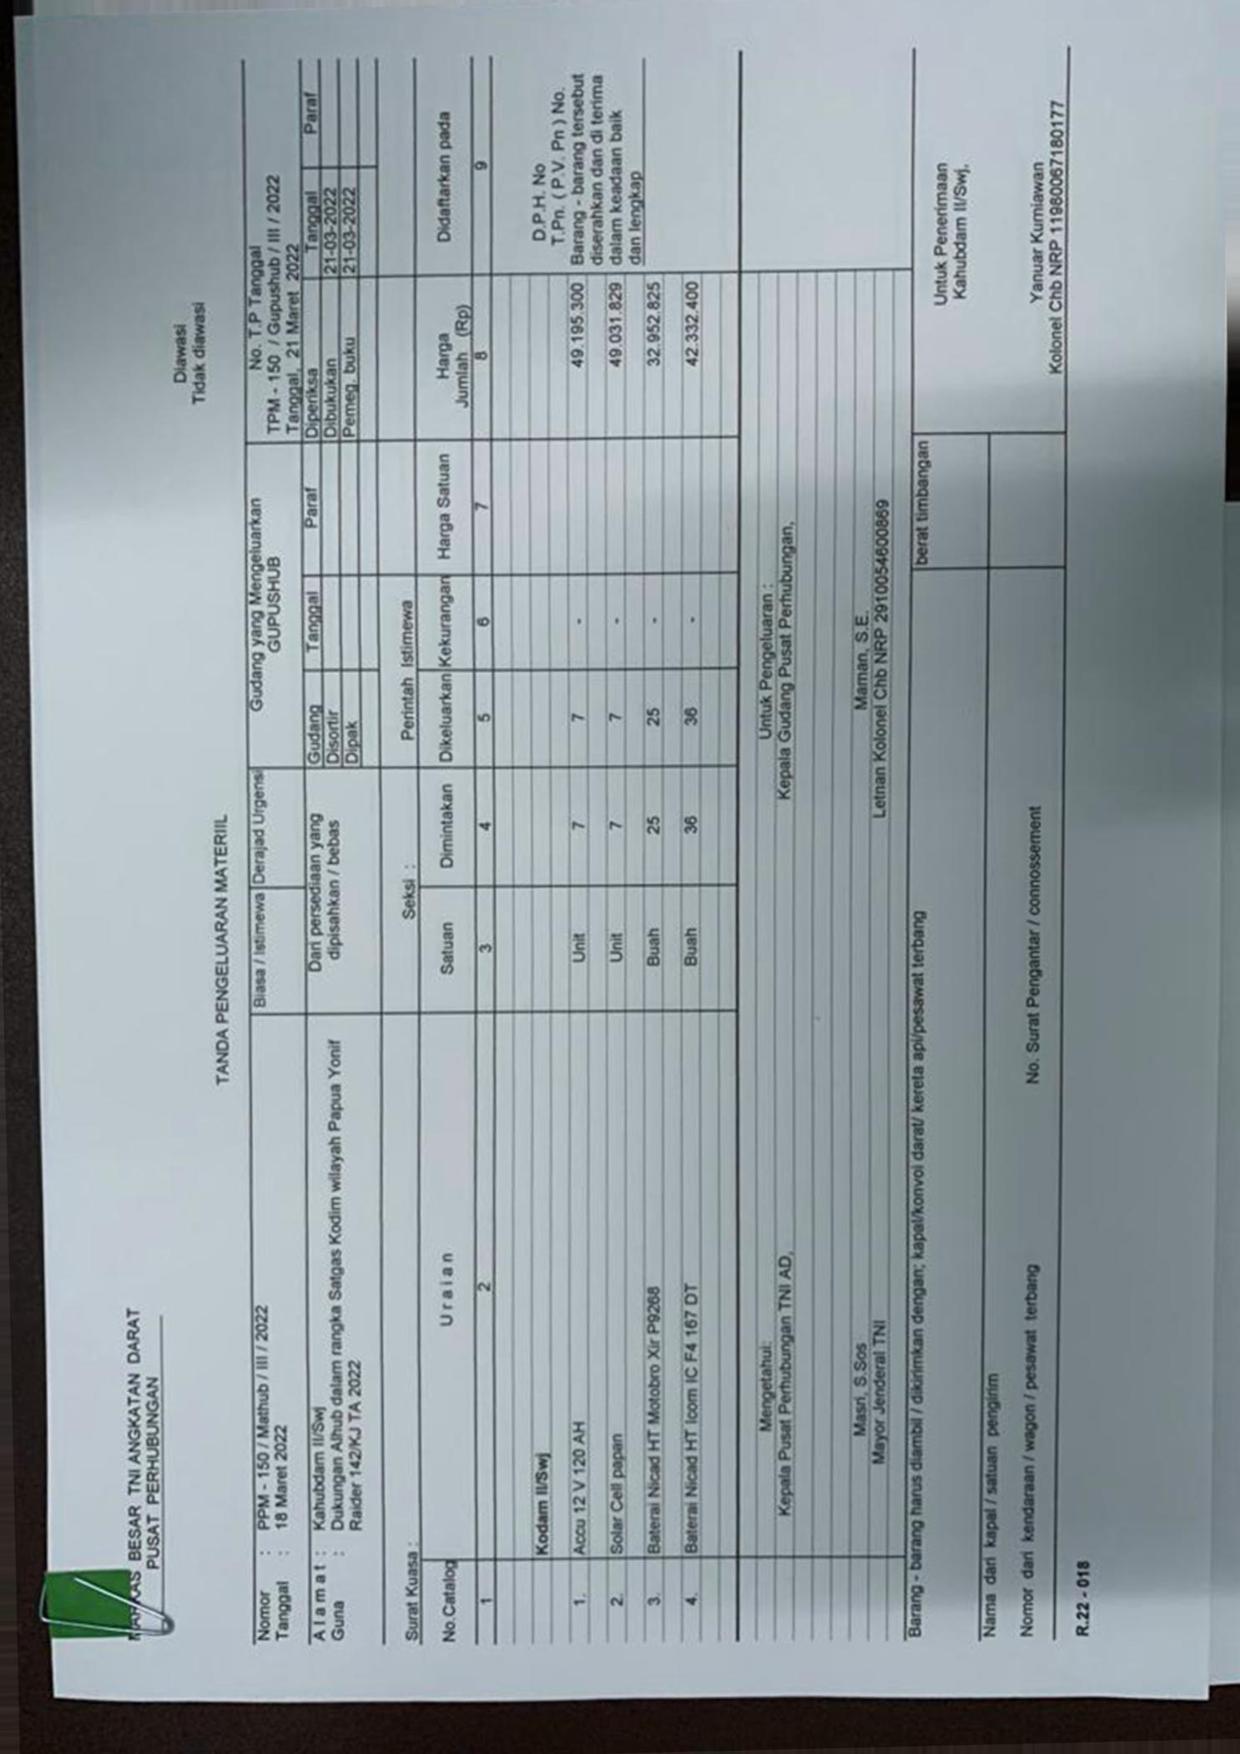 BESAR TNI ANGKATAN DARAT
PUSAT PERHUBUNGAN
Diawasi
Tidak diawasi
TANDA PENGELUARAN MATERIIL
Nomor : PPM - 150 / Mathub / III / 2022
Tanggal : 18 Maret 2022
Biasa / Istimewa
Derajad Urgensi
Gudang yang Mengeluarkan
GUPUSHUB
No. T.P Tanggal
TPM - 150 / Gupushub / III / 2022
Tanggal, 21 Maret 2022
A l a m a t : Kahubdam II/Swj
Guna : Dukungan Alhub dalam rangka Satgas Kodim wilayah Papua Yonif
Raider 142/KJ TA 2022
Dari persediaan yang
dipisahkan / bebas
Gudang Tanggal Paraf
Disortir
Dipak
Diperiksa Tanggal Paraf
Dibukukan 21-03-2022
Pemeg. buku 21-03-2022
Surat Kuasa : Seksi : Perintah Istimewa
No.Catalog U r a i a n Satuan Dimintakan Dikeluarkan Kekurangan Harga Satuan Harga Jumlah (Rp) Didaftarkan pada
1 2 3 4 5 6 7 8 9
Kodam II/Swj
D.P.H. No
T.Pn. ( P.V. Pn ) No.
1. Accu 12 V 120 AH Unit 7 7 - 49.195.300
2. Solar Cell papan Unit 7 7 - 49.031.829
3. Baterai Nicad HT Motobro Xir P9268 Buah 25 25 - 32.952.825
4. Baterai Nicad HT Icom IC F4 167 DT Buah 36 36 - 42.332.400
Barang - barang tersebut
diserahkan dan di terima
dalam keadaan baik
dan lengkap
Mengetahui:
Kepala Pusat Perhubungan TNI AD,
Masri, S.Sos
Mayor Jenderal TNI
Untuk Pengeluaran :
Kepala Gudang Pusat Perhubungan,
Maman, S.E.
Letnan Kolonel Chb NRP 2910054600869
Barang - barang harus diambil / dikirimkan dengan; kapal/konvoi darat/ kereta api/pesawat terbang
berat timbangan
Untuk Penerimaan
Kahubdam II/Swj,
Nama dari kapal / satuan pengirim
Nomor dari kendaraan / wagon / pesawat terbang
No. Surat Pengantar / connossement
Yanuar Kurniawan
Kolonel Chb NRP 11980067180177
R.22 - 018